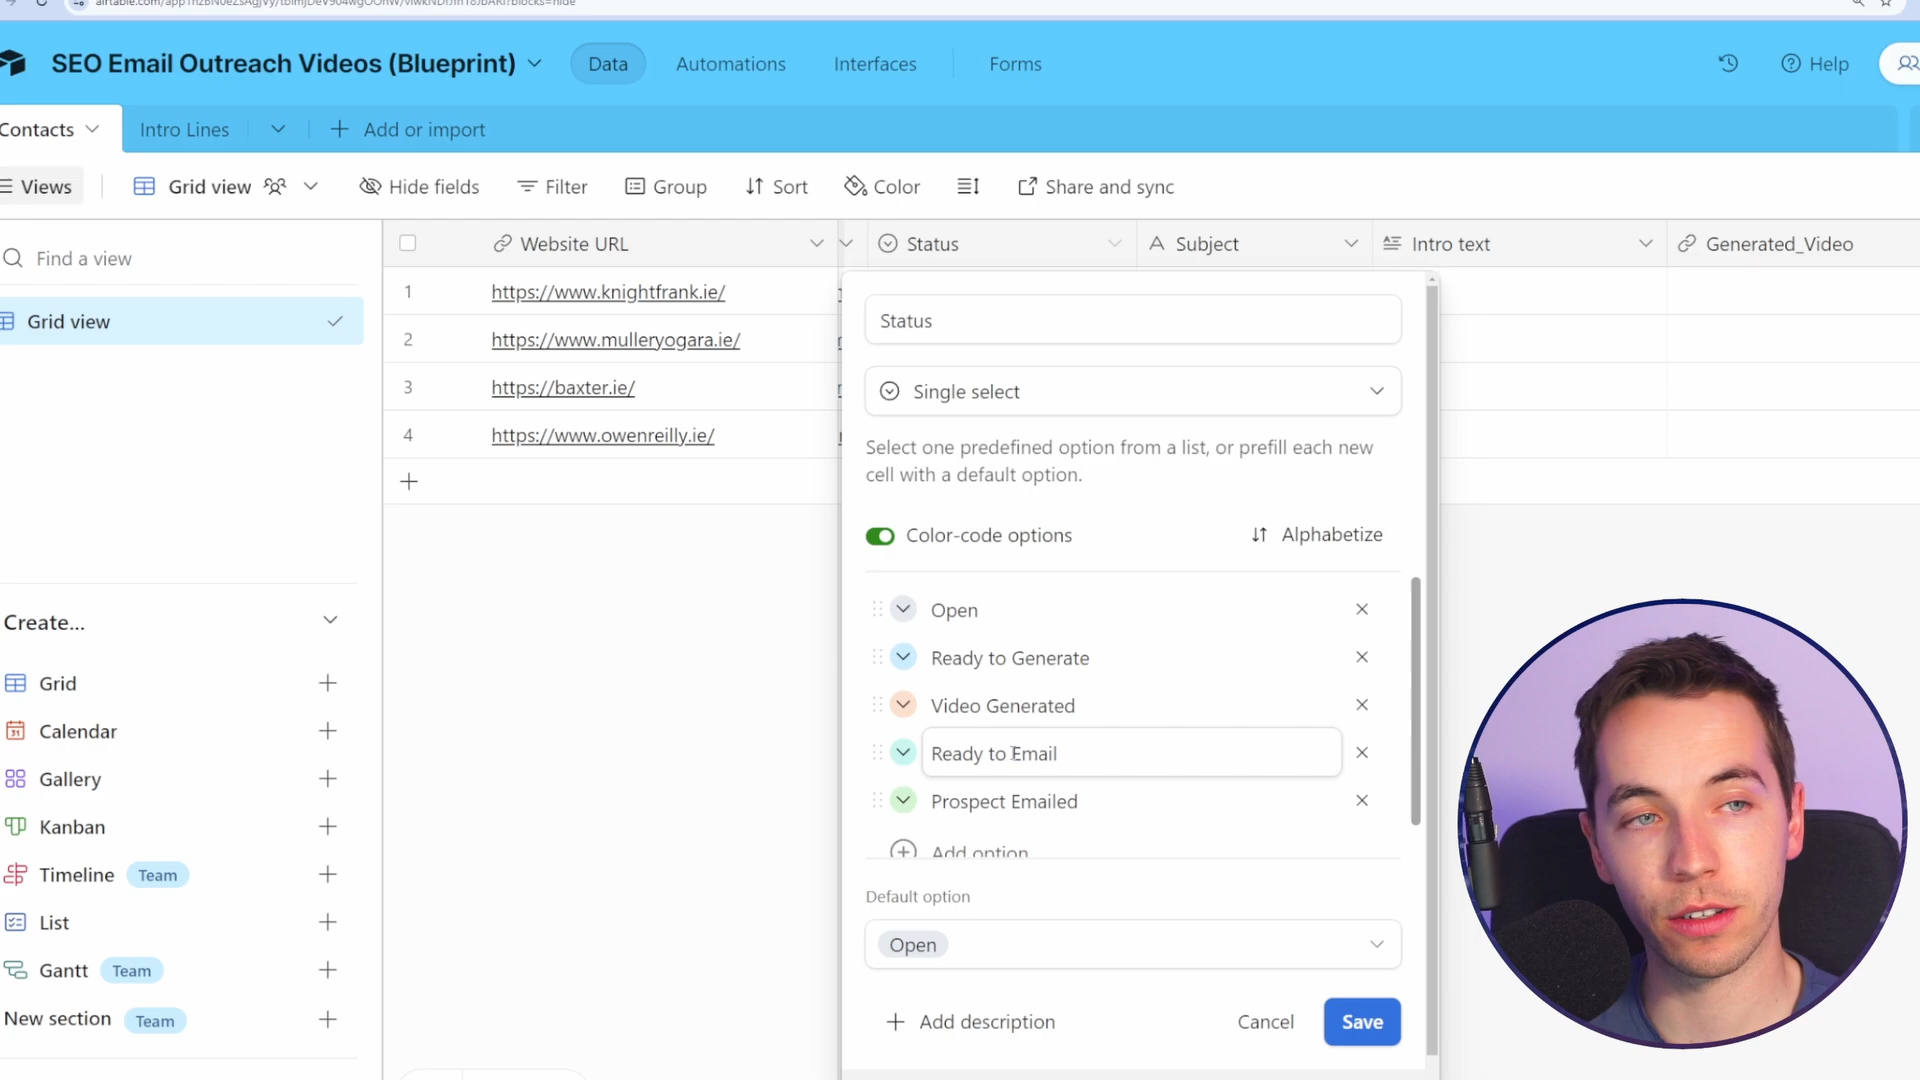 SEO Email Outreach Videos (Blueprint)
Data
Automations
Interfaces
Forms
Help
Contacts
Intro Lines
Add or import
Views
Grid view
Hide fields
Filter
Group
Sort
Color
Share and sync
Find a view
Grid view
Website URL
Status
Subject
Intro text
Generated_Video
1 https://www.knightfrank.ie/
2 https://www.mulleryogara.ie/
3 https://baxter.ie/
4 https://www.owenreilly.ie/
Status
Single select
Select one predefined option from a list, or prefill each new
cell with a default option.
Color-code options
Alphabetize
Open
Ready to Generate
Video Generated
Ready to Email
Prospect Emailed
Add option
Default option
Open
Add description
Cancel
Save
Create...
Grid
Calendar
Gallery
Kanban
Timeline Team
List
Gantt Team
New section Team